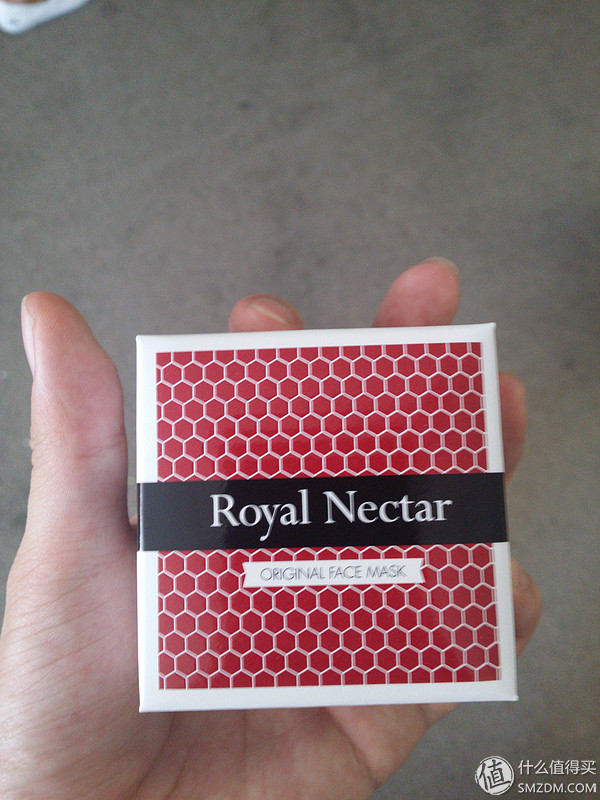 Royal Nectar
ORIGINAL FACE MASK
值 什么值得买
SMZDM.COM